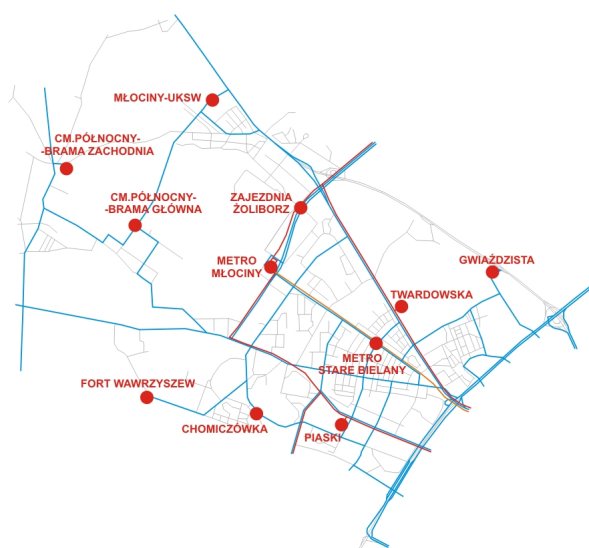 MŁOCINY-UKSW
CM.PÓŁNOCNY-
-BRAMA ZACHODNIA
CM.PÓŁNOCNY-
-BRAMA GŁÓWNA
ZAJEZDNIA
ŻOLIBORZ
METRO
MŁOCINY
GWIAŹDZISTA
TWARDOWSKA
METRO
STARE BIELANY
FORT WAWRZYSZEW
CHOMICZÓWKA
PIASKI